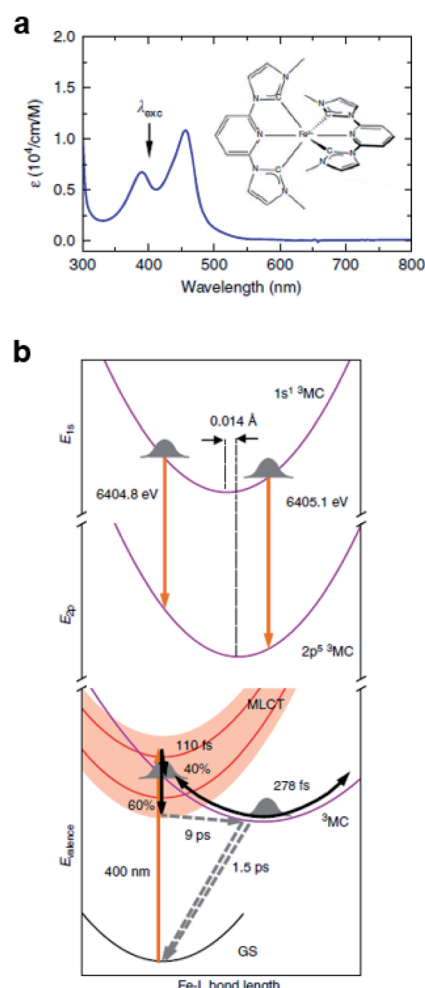 a
2.0
1.5
1.0
0.5
0.0
ε (10⁴/cm/M)
λexc
N
N
C
N
N
C
N
Fe²⁺
N
N
C
N
C
N
N
300 400 500 600 700 800
Wavelength (nm)
b
E1s
1s¹ ³MC
0.014 Å
6404.8 eV
6405.1 eV
E2p
2p⁵ ³MC
MLCT
110 fs
40%
278 fs
60%
³MC
9 ps
1.5 ps
400 nm
Evalence
GS
Fe-L bond length